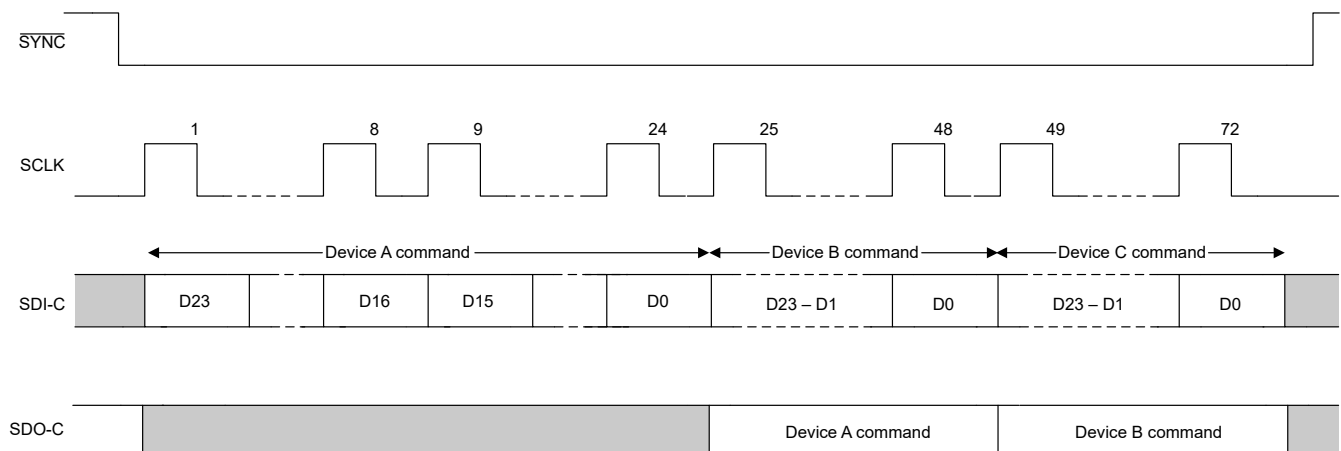 SYNC
1 8 9 24 25 48 49 72
SCLK
Device A command Device B command Device C command
SDI-C D23 D16 D15 D0 D23 – D1 D0 D23 – D1 D0
SDO-C Device A command Device B command